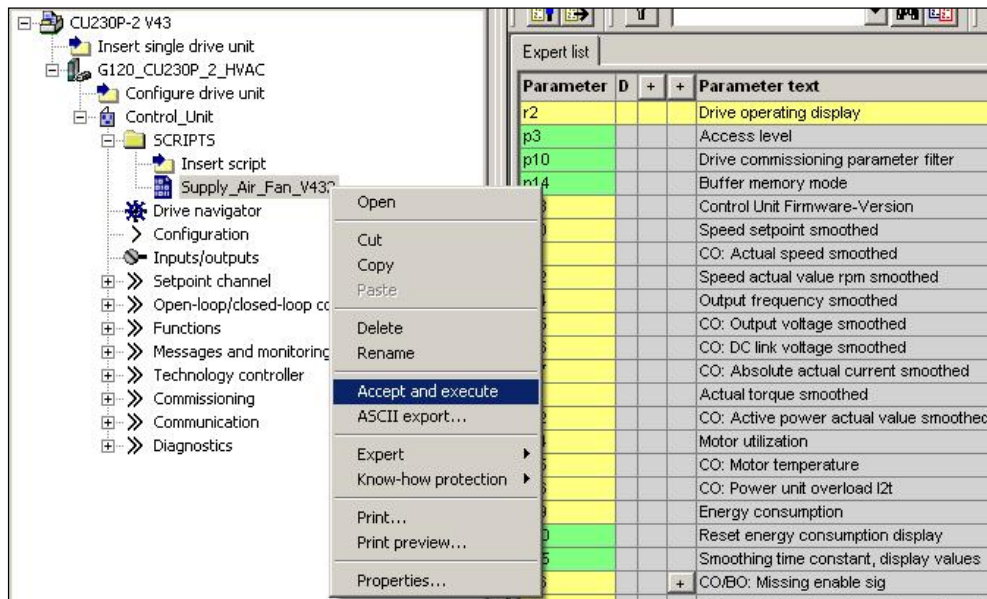 CU230P-2 V43
Insert single drive unit
G120_CU230P_2_HVAC
Configure drive unit
Control_Unit
SCRIPTS
Insert script
Supply_Air_Fan_V432
Drive navigator
Configuration
Inputs/outputs
Setpoint channel
Open-loop/closed-loop co
Functions
Messages and monitoring
Technology controller
Commissioning
Communication
Diagnostics
Open
Cut
Copy
Paste
Delete
Rename
Accept and execute
ASCII export...
Expert
Know-how protection
Print...
Print preview...
Properties...
Expert list
Parameter D + + Parameter text
r2 Drive operating display
p3 Access level
p10 Drive commissioning parameter filter
p14 Buffer memory mode
Control Unit Firmware-Version
Speed setpoint smoothed
CO: Actual speed smoothed
Speed actual value rpm smoothed
Output frequency smoothed
CO: Output voltage smoothed
CO: DC link voltage smoothed
CO: Absolute actual current smoothed
Actual torque smoothed
CO: Active power actual value smoothed
Motor utilization
CO: Motor temperature
CO: Power unit overload I2t
Energy consumption
Reset energy consumption display
Smoothing time constant, display values
+ CO/BO: Missing enable sig